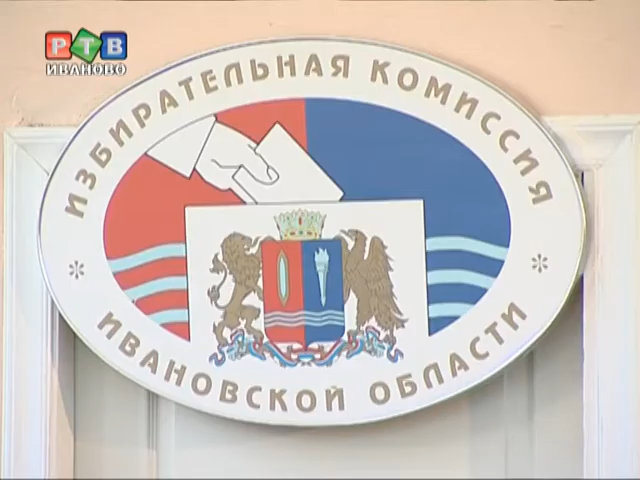 РТВ
ИВАНОВО
ИЗБИРАТЕЛЬНАЯ КОМИССИЯ
ИВАНОВСКОЙ ОБЛАСТИ